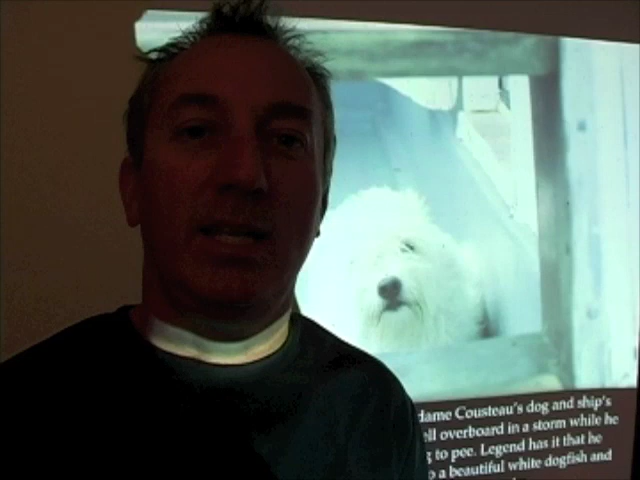 dame Cousteau's dog and ship's
ell overboard in a storm while he
g to pee. Legend has it that he
o a beautiful white dogfish and